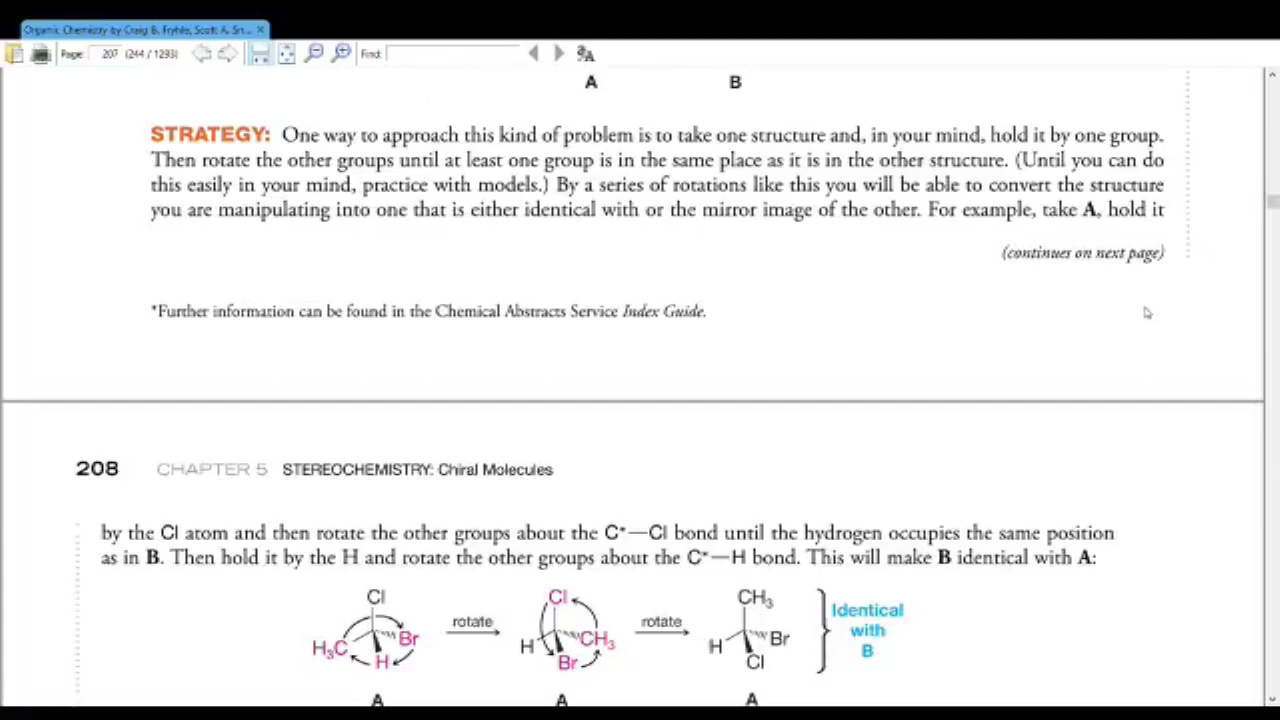 Organic Chemistry by Craig B. Fryhle, Scott A. Sn...
Page: 207 (244 / 1293) Find:
A B
STRATEGY: One way to approach this kind of problem is to take one structure and, in your mind, hold it by one group.
Then rotate the other groups until at least one group is in the same place as it is in the other structure. (Until you can do
this easily in your mind, practice with models.) By a series of rotations like this you will be able to convert the structure
you are manipulating into one that is either identical with or the mirror image of the other. For example, take A, hold it
(continues on next page)
*Further information can be found in the Chemical Abstracts Service Index Guide.
208 CHAPTER 5 STEREOCHEMISTRY: Chiral Molecules
by the Cl atom and then rotate the other groups about the C*—Cl bond until the hydrogen occupies the same position
as in B. Then hold it by the H and rotate the other groups about the C*—H bond. This will make B identical with A:
Cl Cl CH3
rotate rotate Identical
H3C Br H CH3 H Br with
H Br Cl B
A A A